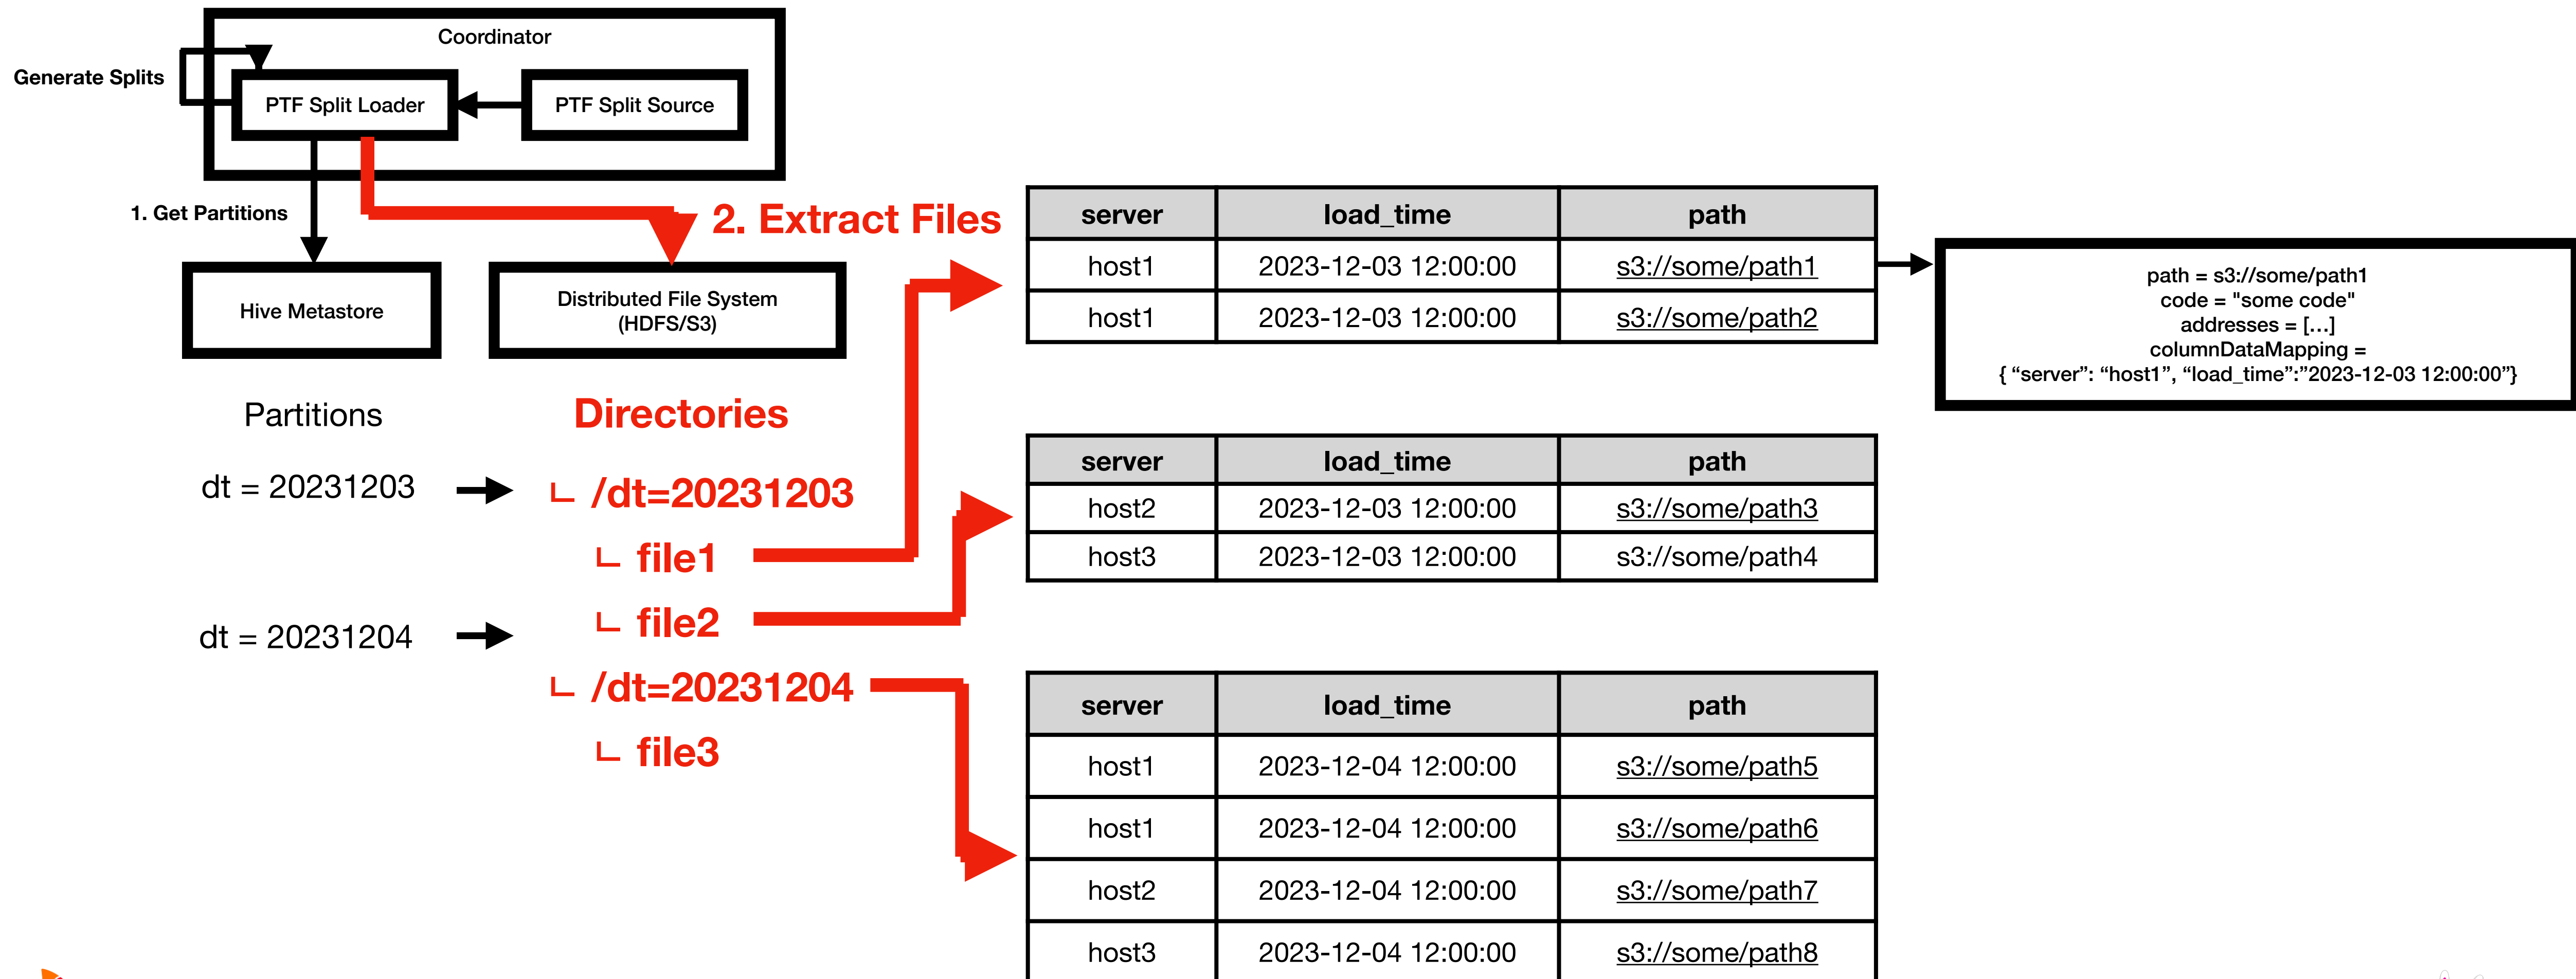 Coordinator
Generate Splits
PTF Split Loader
PTF Split Source
1. Get Partitions
2. Extract Files
Hive Metastore
Distributed File System
(HDFS/S3)
Partitions
Directories
dt = 20231203
∟ /dt=20231203
∟ file1
∟ file2
dt = 20231204
∟ /dt=20231204
∟ file3
server load_time path
host1 2023-12-03 12:00:00 s3://some/path1
host1 2023-12-03 12:00:00 s3://some/path2
path = s3://some/path1
code = "some code"
addresses = […]
columnDataMapping =
{ “server”: “host1”, “load_time”:”2023-12-03 12:00:00”}
server load_time path
host2 2023-12-03 12:00:00 s3://some/path3
host3 2023-12-03 12:00:00 s3://some/path4
server load_time path
host1 2023-12-04 12:00:00 s3://some/path5
host1 2023-12-04 12:00:00 s3://some/path6
host2 2023-12-04 12:00:00 s3://some/path7
host3 2023-12-04 12:00:00 s3://some/path8